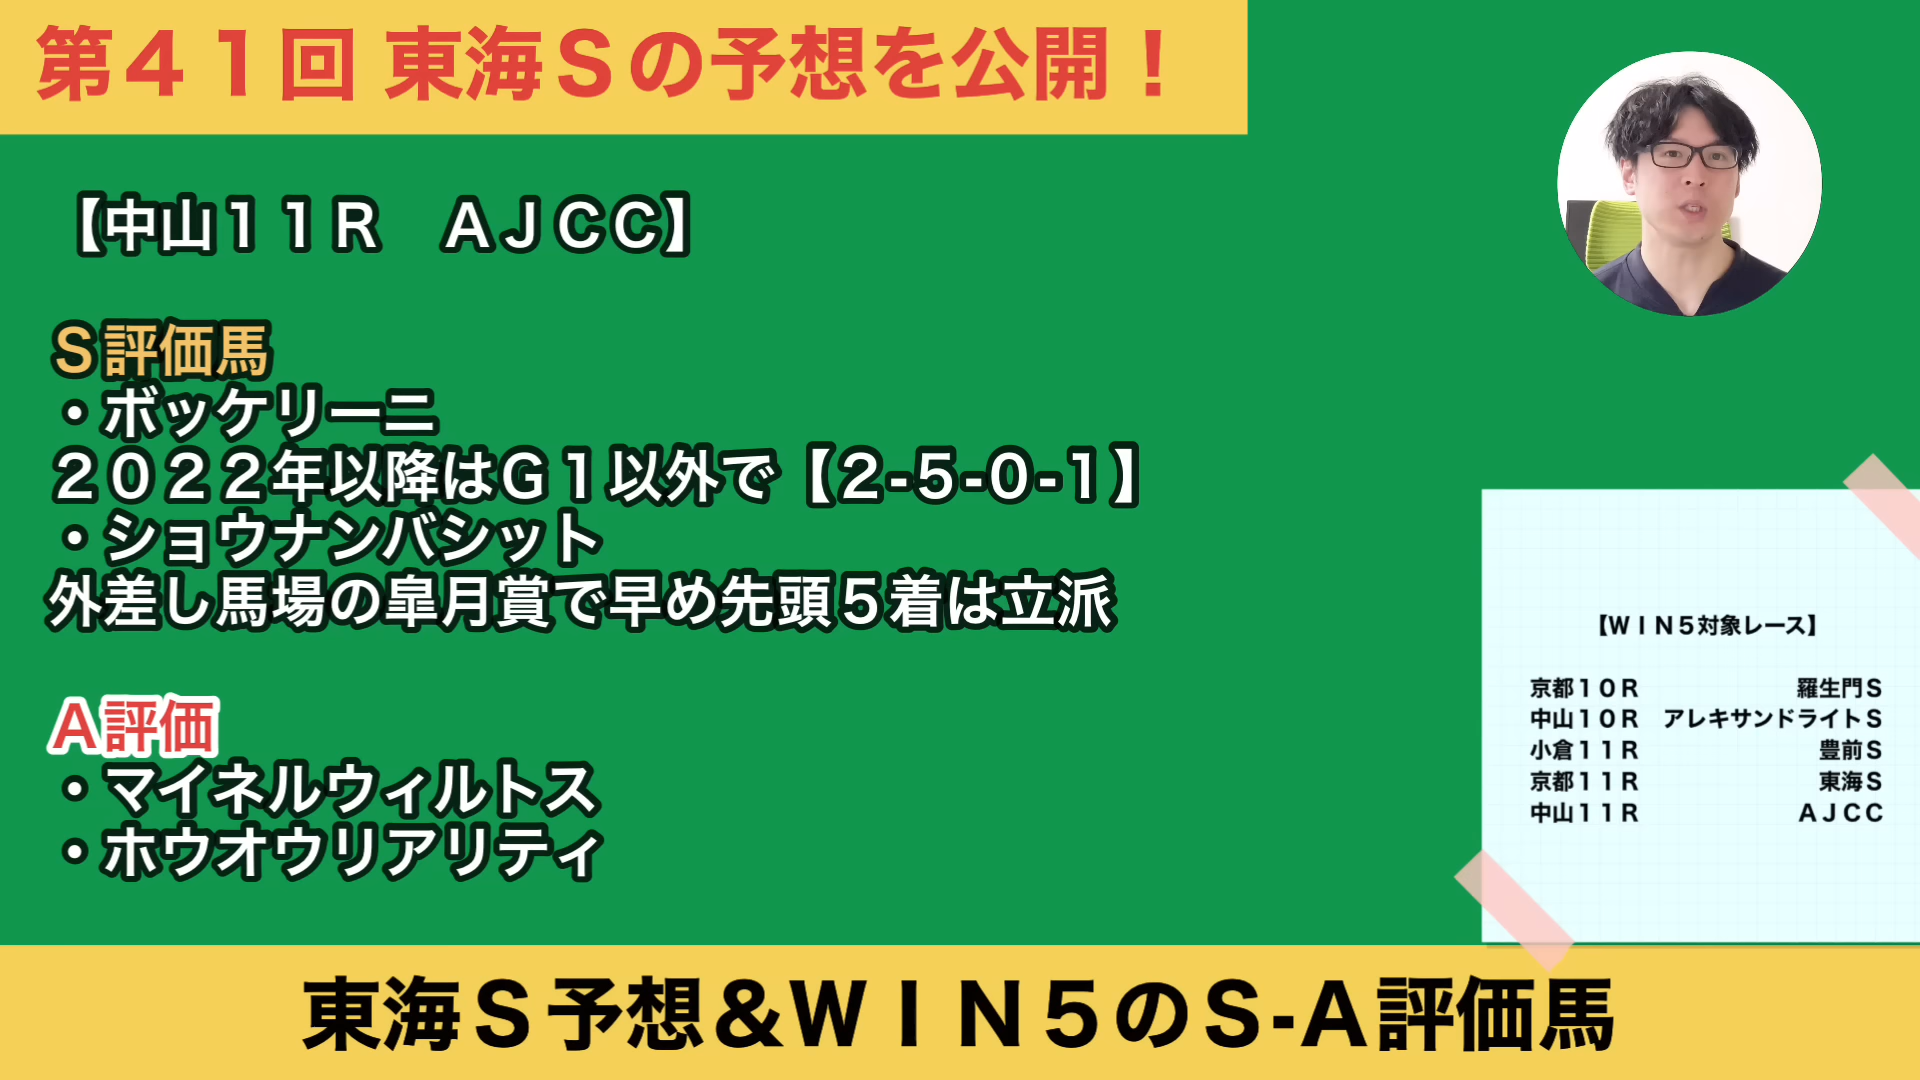 第４１回 東海Ｓの予想を公開！
【中山１１Ｒ　ＡＪＣＣ】
Ｓ評価馬
・ボッケリーニ
２０２２年以降はＧ１以外で【２-５-０-１】
・ショウナンバシット
外差し馬場の皐月賞で早め先頭５着は立派
Ａ評価
・マイネルウィルトス
・ホウオウリアリティ
【ＷＩＮ５対象レース】
京都１０Ｒ　羅生門Ｓ
中山１０Ｒ　アレキサンドライトＳ
小倉１１Ｒ　豊前Ｓ
京都１１Ｒ　東海Ｓ
中山１１Ｒ　ＡＪＣＣ
東海Ｓ予想＆ＷＩＮ５のＳ-Ａ評価馬